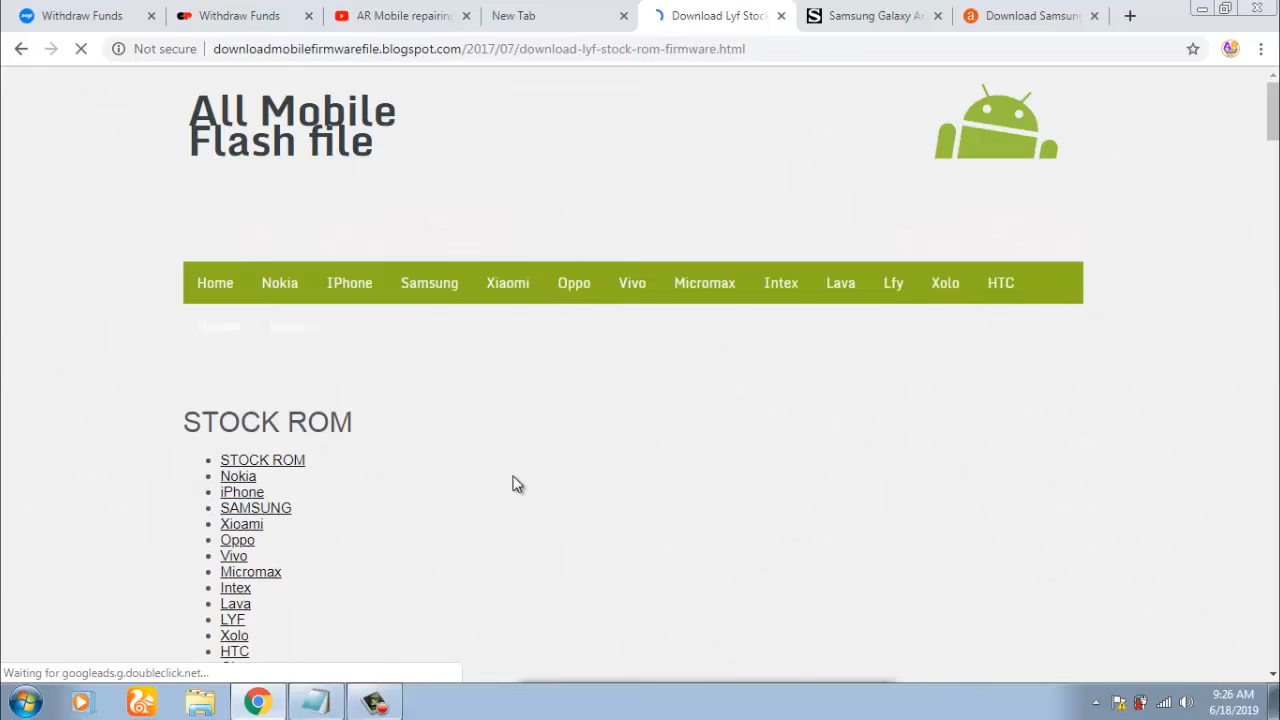 Withdraw Funds
Withdraw Funds
AR Mobile repairing
New Tab
Download Lyf Stoc
Samsung Galaxy A
Download Samsun
Not secure
downloadmobilefirmwarefile.blogspot.com/2017/07/download-lyf-stock-rom-firmware.html
All Mobile
Flash file
Home Nokia IPhone Samsung Xiaomi Oppo Vivo Micromax Intex Lava Lfy Xolo HTC
STOCK ROM
STOCK ROM
Nokia
iPhone
SAMSUNG
Xioami
Oppo
Vivo
Micromax
Intex
Lava
LYF
Xolo
HTC
Waiting for googleads.g.doubleclick.net...
9:26 AM
6/18/2019